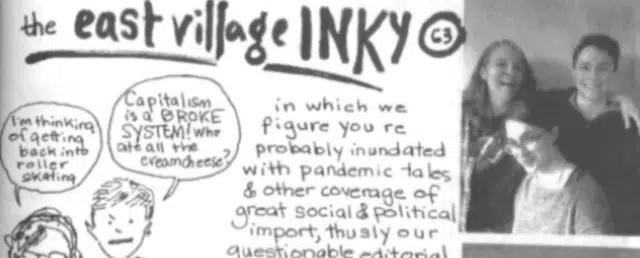 the east village INKY 63
I'm thinking
of getting
back into
roller
skating
Capitalism
is a BROKE
SYSTEM! Who
ate all the
creamcheese?
in which we
figure you re
probably inundated
with pandemic tales
& other coverage of
great social & political
import, thusly our
questionable editorial